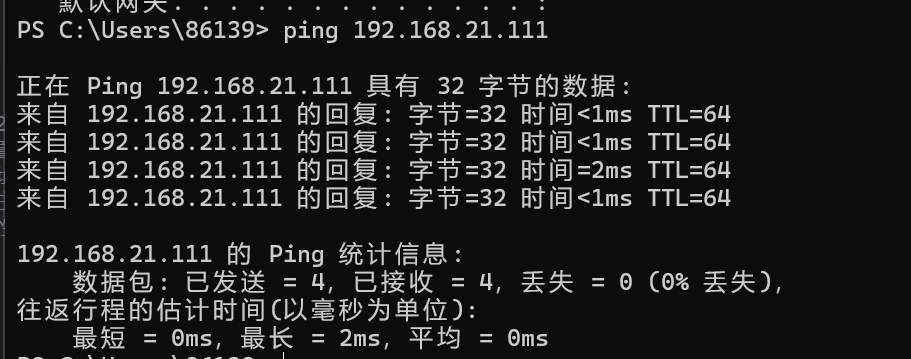 默认网关. . . . . . . . . . . . . :
PS C:\Users\86139> ping 192.168.21.111
正在 Ping 192.168.21.111 具有 32 字节的数据:
来自 192.168.21.111 的回复: 字节=32 时间<1ms TTL=64
来自 192.168.21.111 的回复: 字节=32 时间<1ms TTL=64
来自 192.168.21.111 的回复: 字节=32 时间=2ms TTL=64
来自 192.168.21.111 的回复: 字节=32 时间<1ms TTL=64
192.168.21.111 的 Ping 统计信息:
数据包: 已发送 = 4, 已接收 = 4, 丢失 = 0 (0% 丢失),
往返行程的估计时间(以毫秒为单位):
最短 = 0ms, 最长 = 2ms, 平均 = 0ms
PS C:\Users\86139>